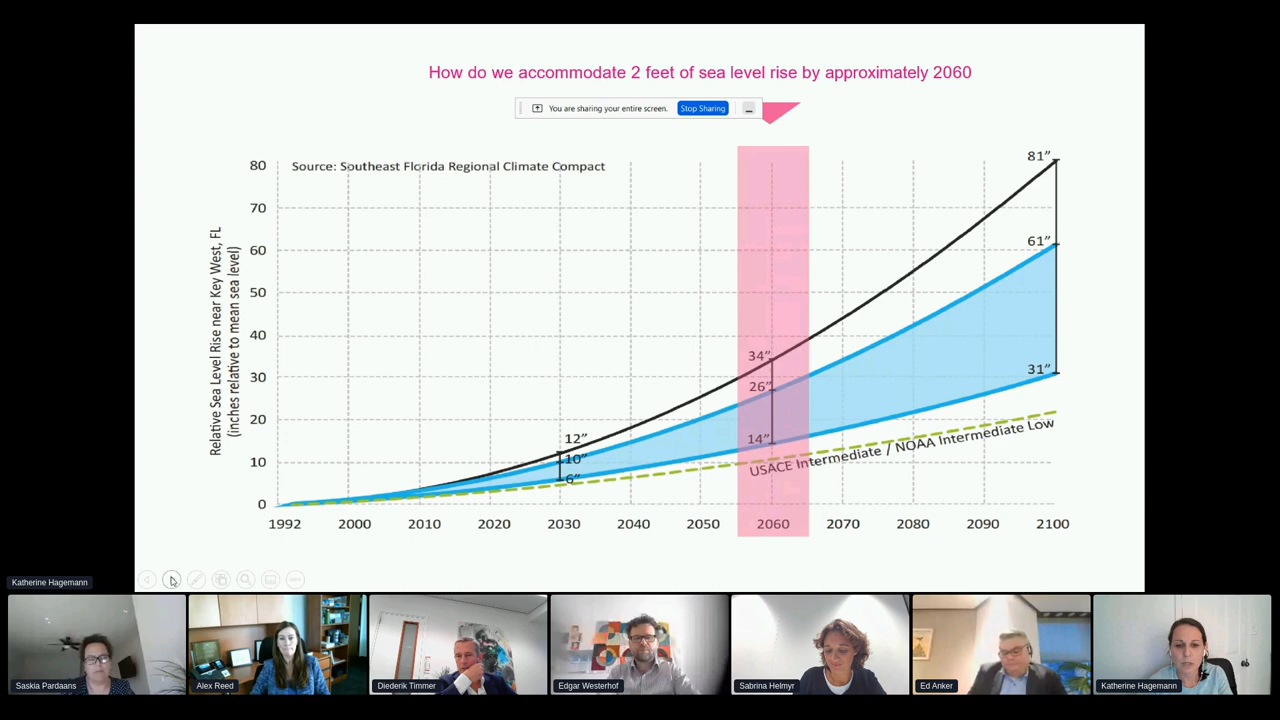 How do we accommodate 2 feet of sea level rise by approximately 2060
You are sharing your entire screen. Stop Sharing
Source: Southeast Florida Regional Climate Compact
Relative Sea Level Rise near Key West, FL
(inches relative to mean sea level)
80
70
60
50
40
30
20
10
0
81”
61”
31”
34”
26”
14”
12”
10”
6”
USACE Intermediate / NOAA Intermediate Low
1992 2000 2010 2020 2030 2040 2050 2060 2070 2080 2090 2100
Katherine Hagemann
Saskia Pardaans
Alex Reed
Diederik Timmer
Edgar Westerhof
Sabrina Helmyr
Ed Anker
Katherine Hagemann